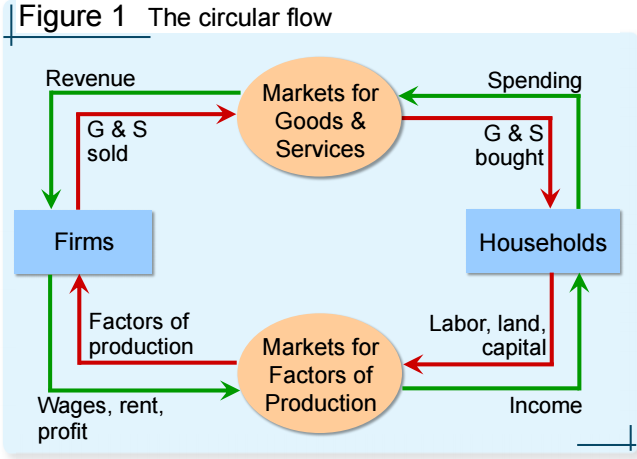 Figure 1 The circular flow
Revenue
Markets for
Goods &
Services
Spending
G & S
sold
G & S
bought
Firms
Households
Factors of
production
Markets for
Factors of
Production
Labor, land,
capital
Wages, rent,
profit
Income